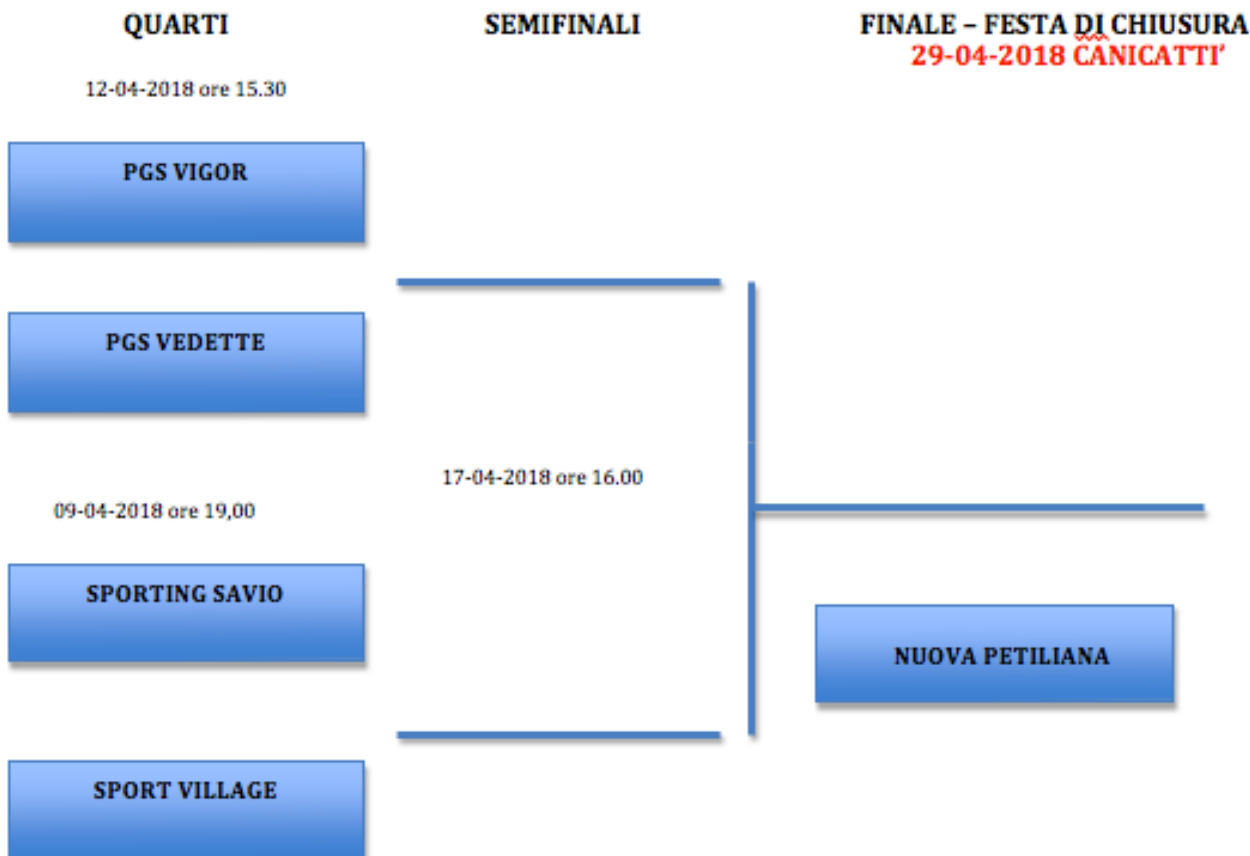 QUARTI
SEMIFINALI
FINALE – FESTA DI CHIUSURA
29-04-2018 CANICATTI'
12-04-2018 ore 15.30
PGS VIGOR
PGS VEDETTE
17-04-2018 ore 16.00
09-04-2018 ore 19,00
SPORTING SAVIO
NUOVA PETILIANA
SPORT VILLAGE